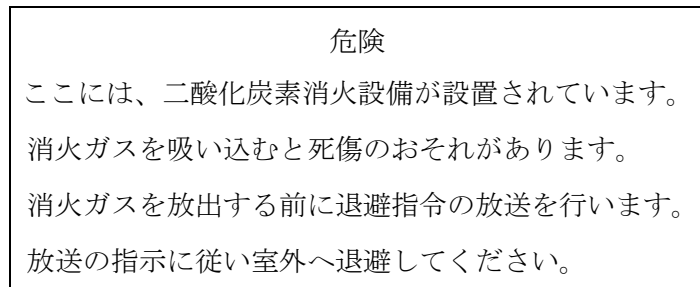 危険
ここには、二酸化炭素消火設備が設置されています。
消火ガスを吸い込むと死傷のおそれがあります。
消火ガスを放出する前に退避指令の放送を行います。
放送の指示に従い室外へ退避してください。